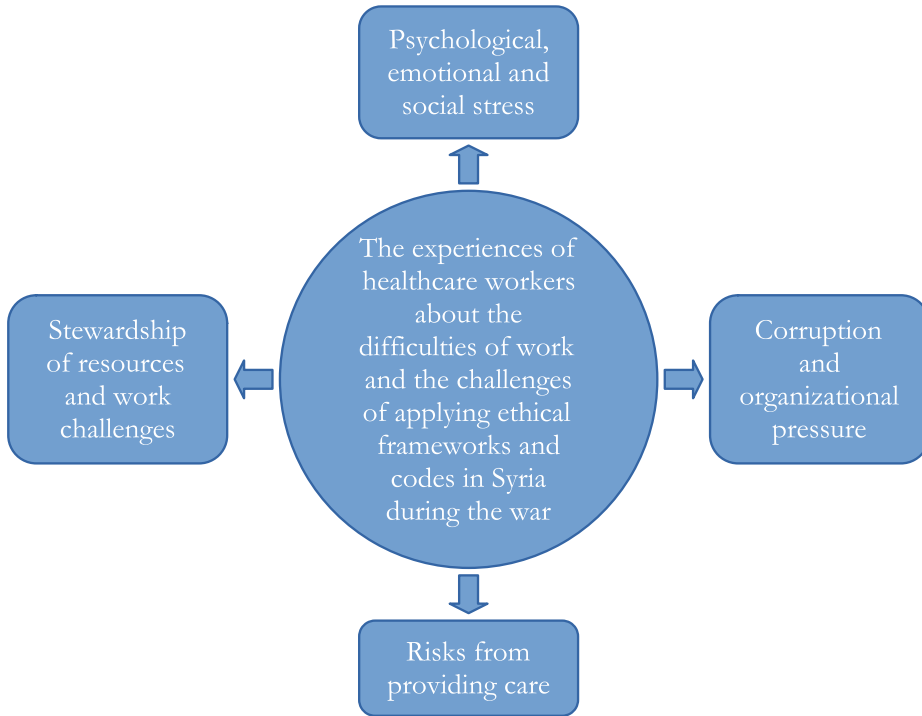 Psychological,
emotional and
social stress
The experiences of
healthcare workers
about the
difficulties of work
and the challenges
of applying ethical
frameworks and
codes in Syria
during the war
Stewardship
of resources
and work
challenges
Corruption
and
organizational
pressure
Risks from
providing care